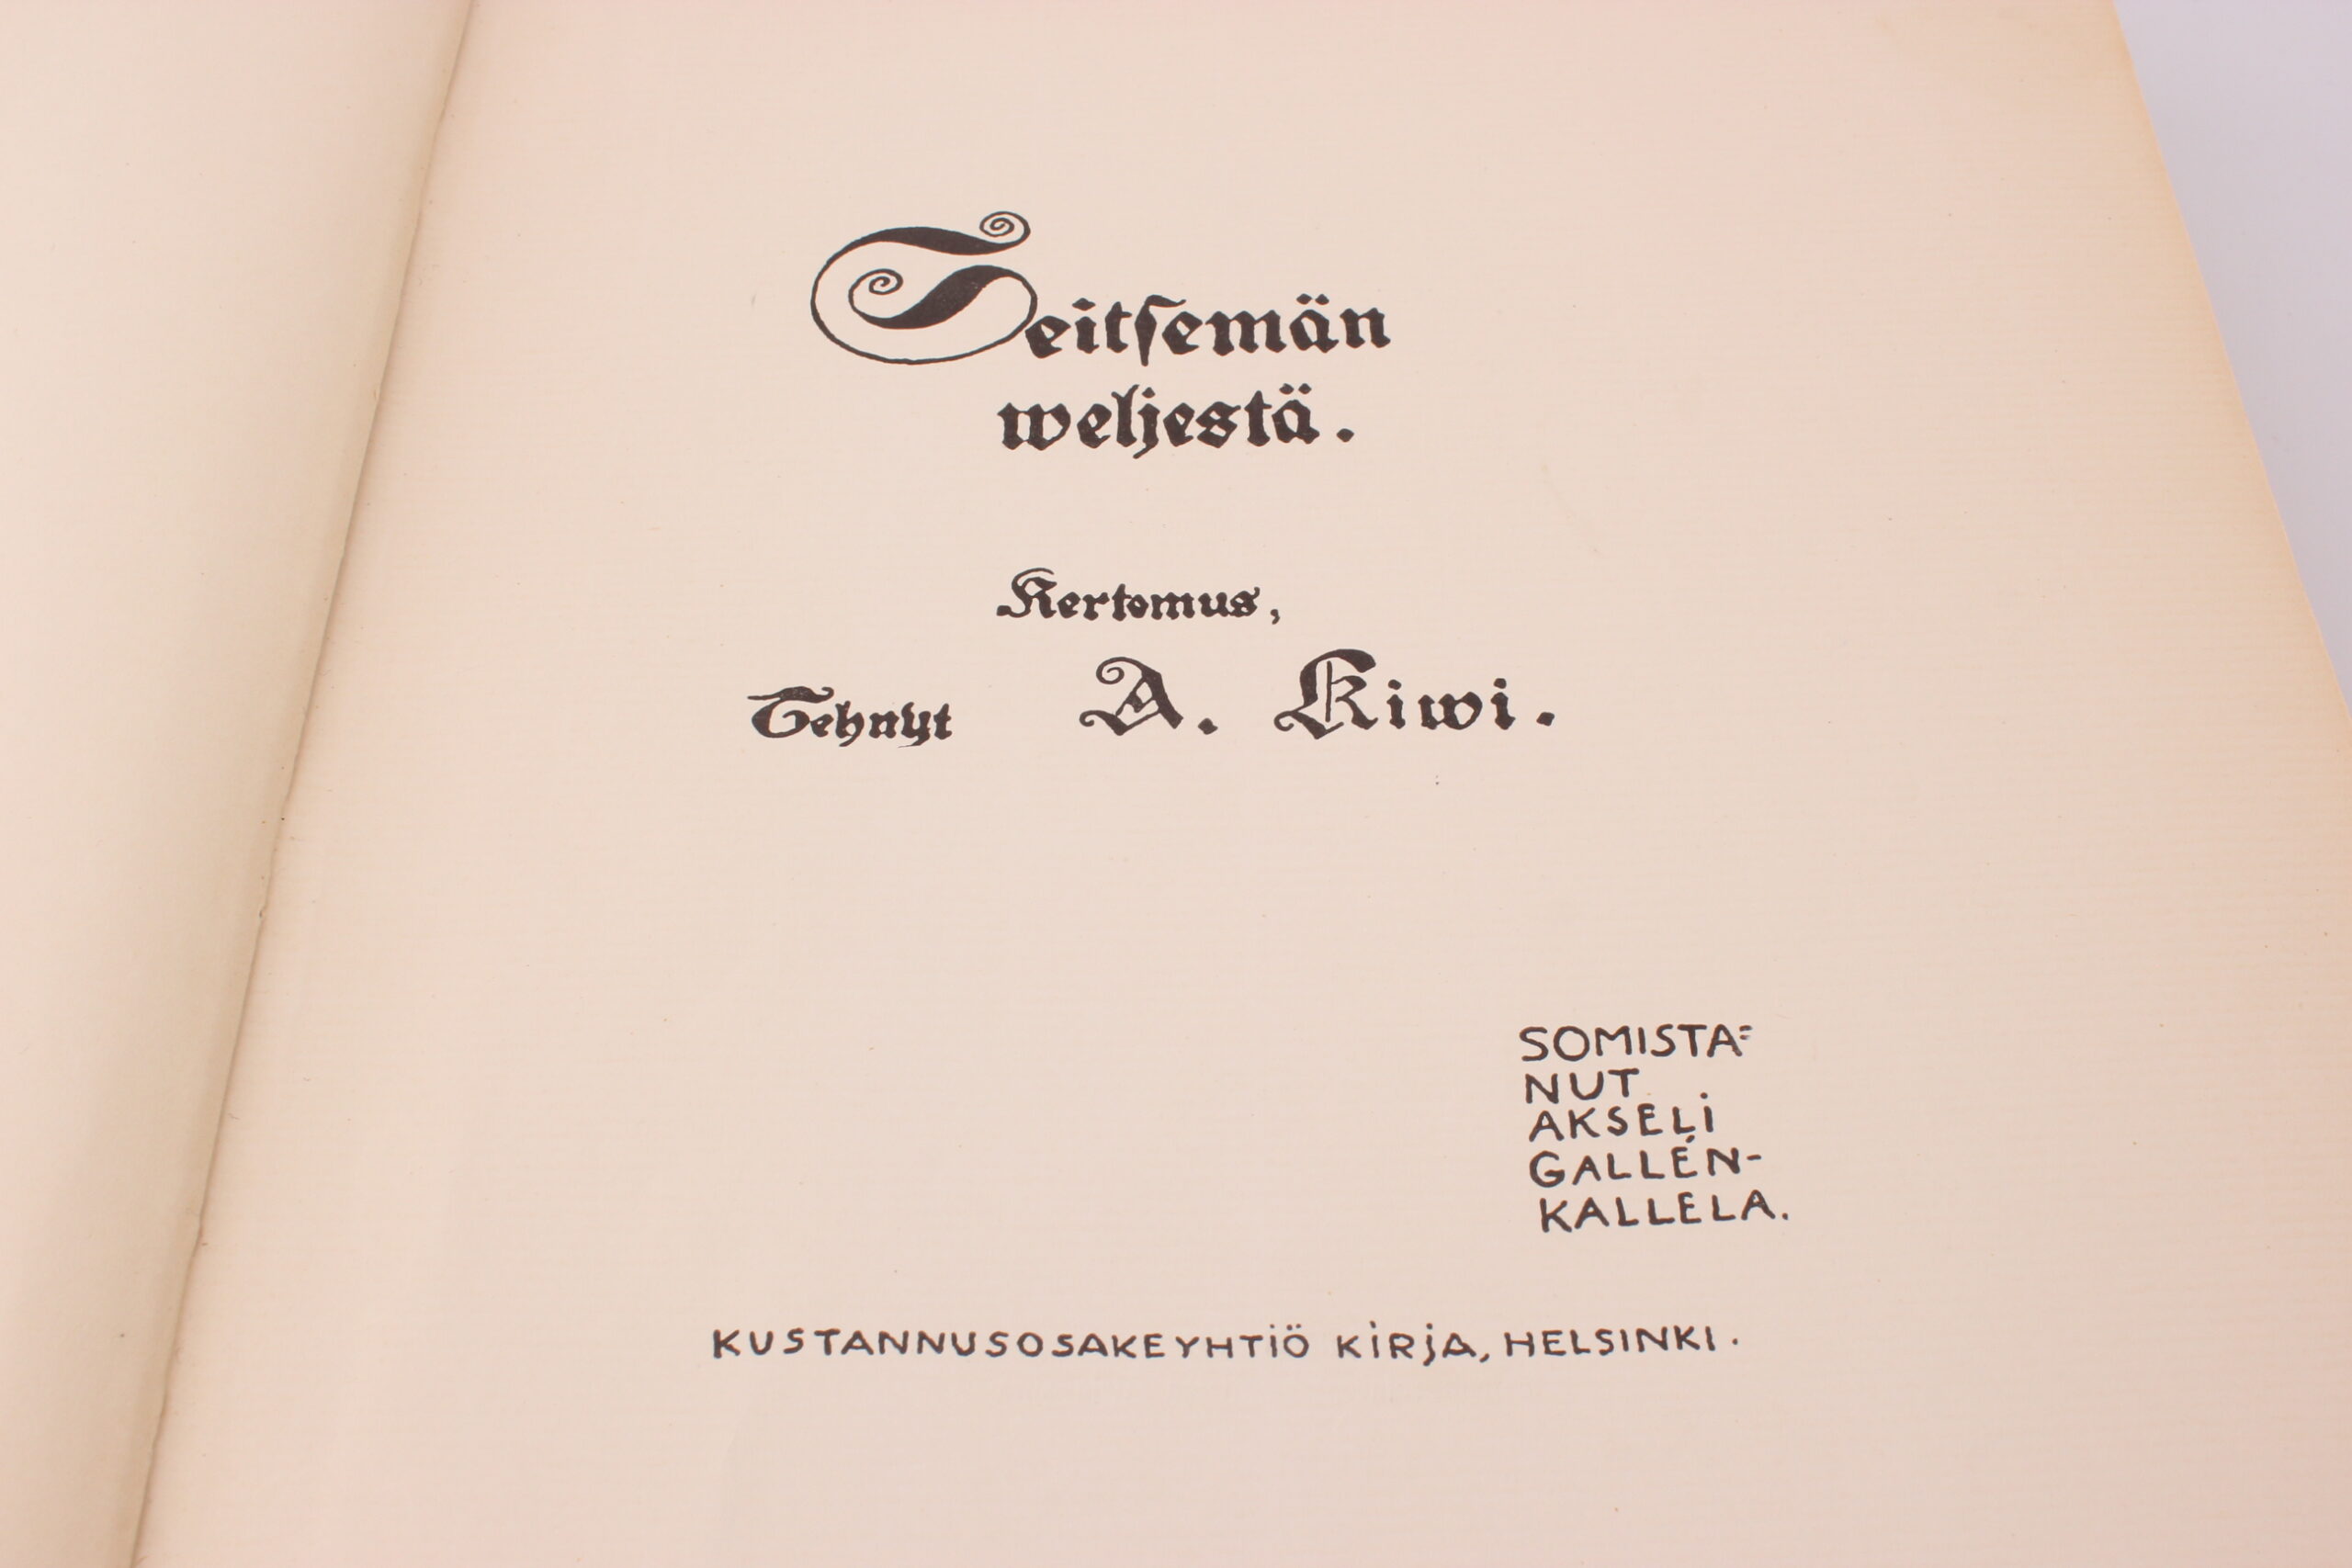 Seitsemän
weljestä.
Kertomus,
Tehnyt A. Kiwi.
SOMISTA=
NUT
AKSELi
GALLÉN-
KALLELA.
KUSTANNUSOSAKEYHTiÖ KiRjA, HELSINKI.